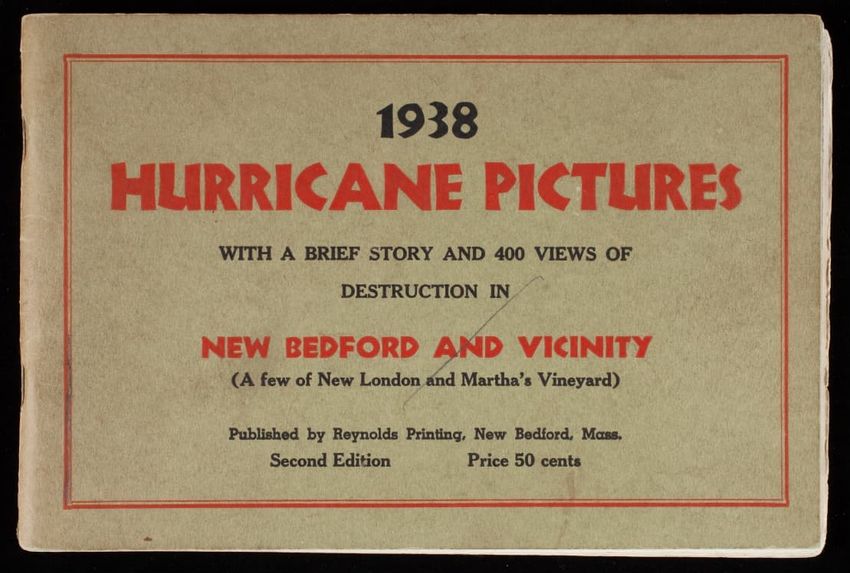 1938
HURRICANE PICTURES
WITH A BRIEF STORY AND 400 VIEWS OF
DESTRUCTION IN
NEW BEDFORD AND VICINITY
(A few of New London and Martha's Vineyard)
Published by Reynolds Printing, New Bedford, Mass.
Second Edition Price 50 cents